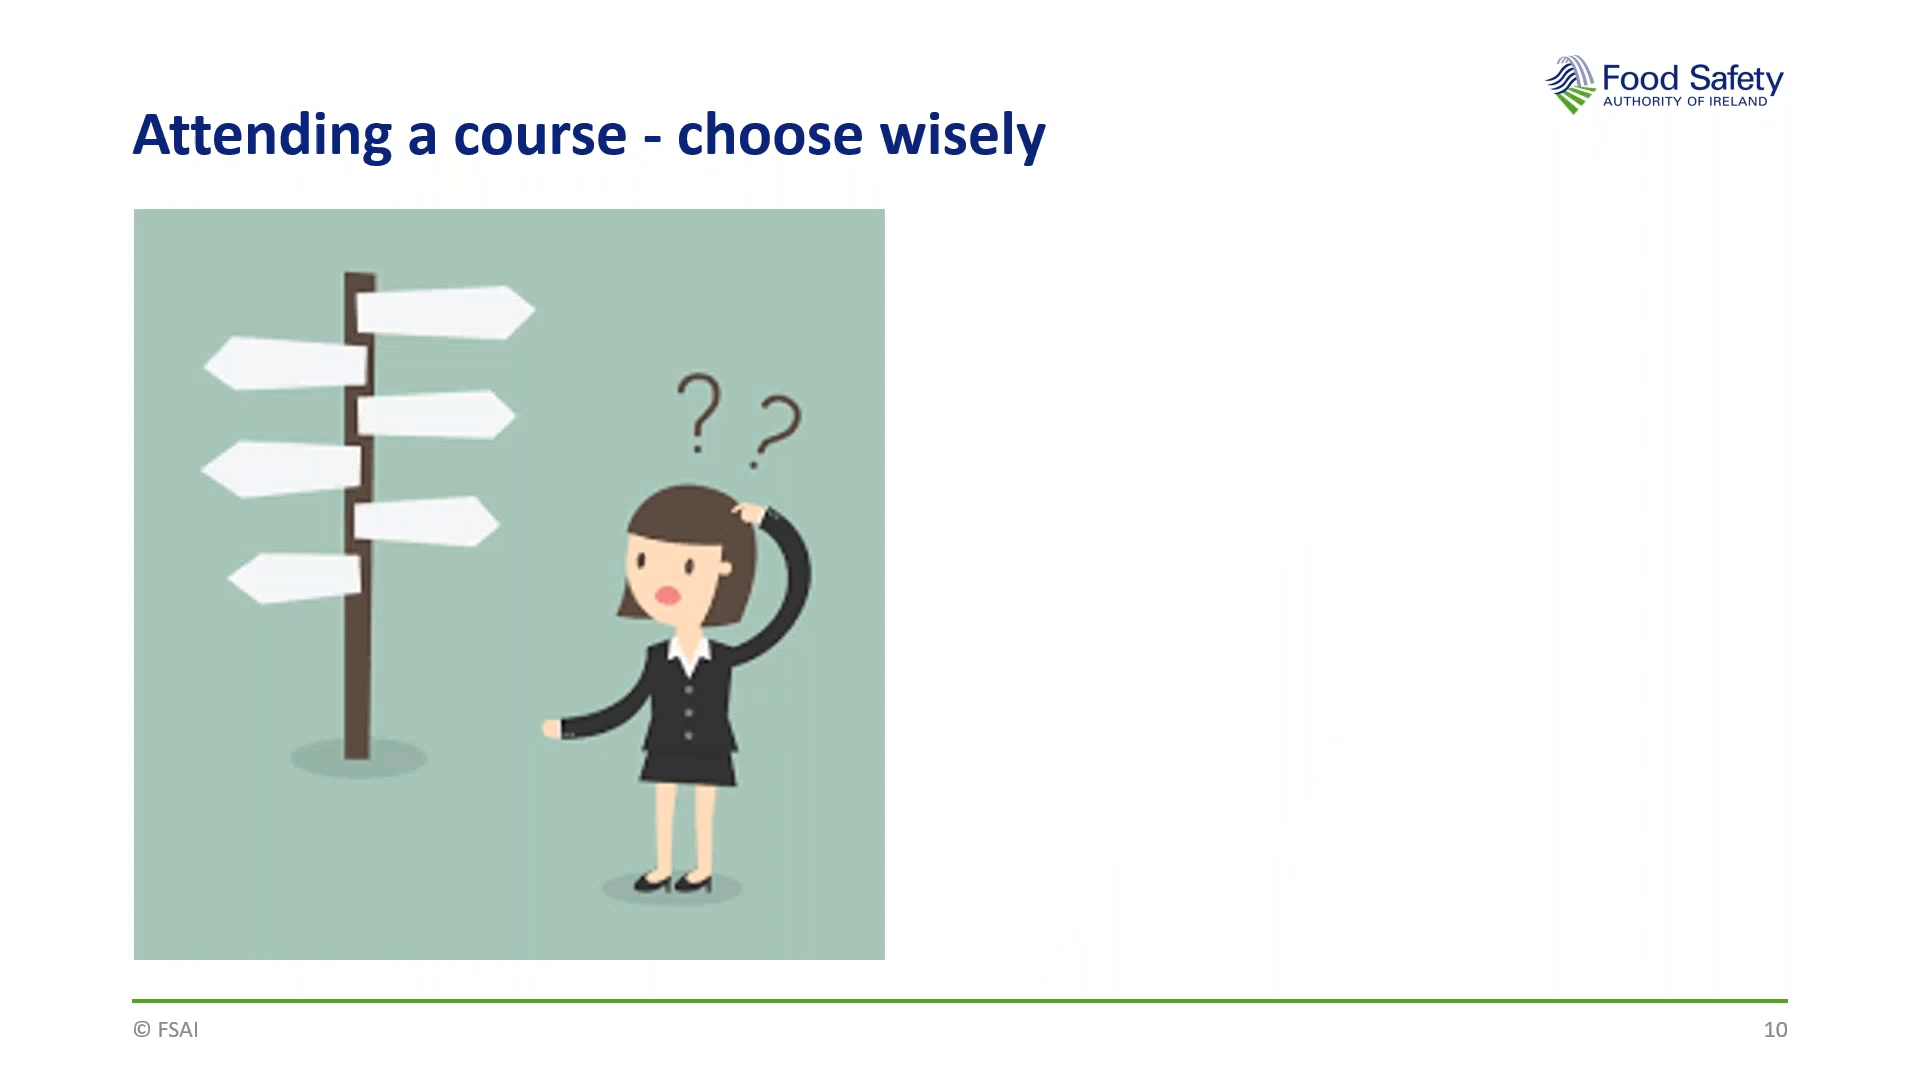 Food Safety
AUTHORITY OF IRELAND
Attending a course - choose wisely
? ?
© FSAI
10